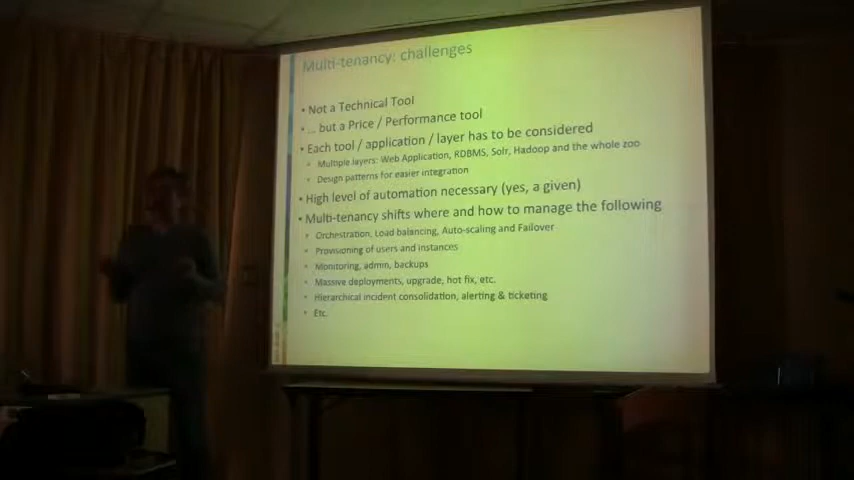 Multi-tenancy: challenges
• Not a Technical Tool
• ... but a Price / Performance tool
• Each tool / application / layer has to be considered
• Multiple layers: Web Application, RDBMS, Solr, Hadoop and the whole zoo
• Design patterns for easier integration
• High level of automation necessary (yes, a given)
• Multi-tenancy shifts where and how to manage the following
• Orchestration, Load balancing, Auto-scaling and Failover
• Provisioning of users and instances
• Monitoring, admin, backups
• Massive deployments, upgrade, hot fix, etc.
• Hierarchical incident consolidation, alerting & ticketing
• Etc.